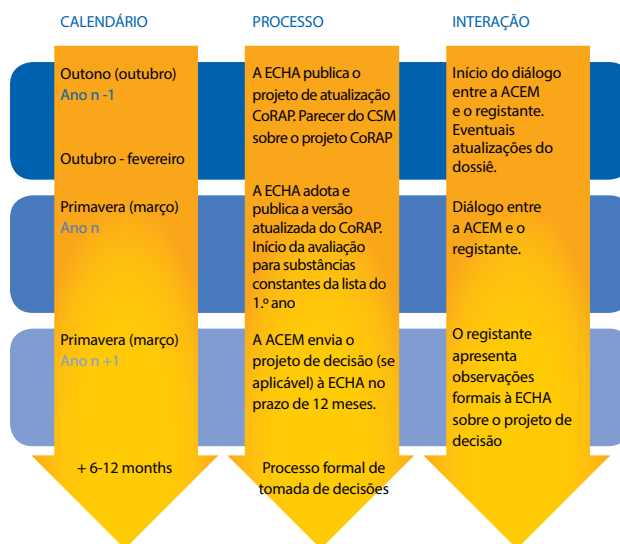 CALENDÁRIO
PROCESSO
INTERAÇÃO
Outono (outubro)
Ano n -1
Outubro - fevereiro
A ECHA publica o
projeto de atualização
CoRAP. Parecer do CSM
sobre o projeto CoRAP
Início do diálogo
entre a ACEM
e o registante.
Eventuais
atualizações do
dossiê.
Primavera (março)
Ano n
A ECHA adota e
publica a versão
atualizada do CoRAP.
Início da avaliação
para substâncias
constantes da lista do
1.º ano
Diálogo entre
a ACEM e o
registante.
Primavera (março)
Ano n +1
A ACEM envia o
projeto de decisão (se
aplicável) à ECHA no
prazo de 12 meses.
O registante
apresenta
observações
formais à ECHA
sobre o projeto de
decisão
+ 6-12 months
Processo formal de
tomada de decisões